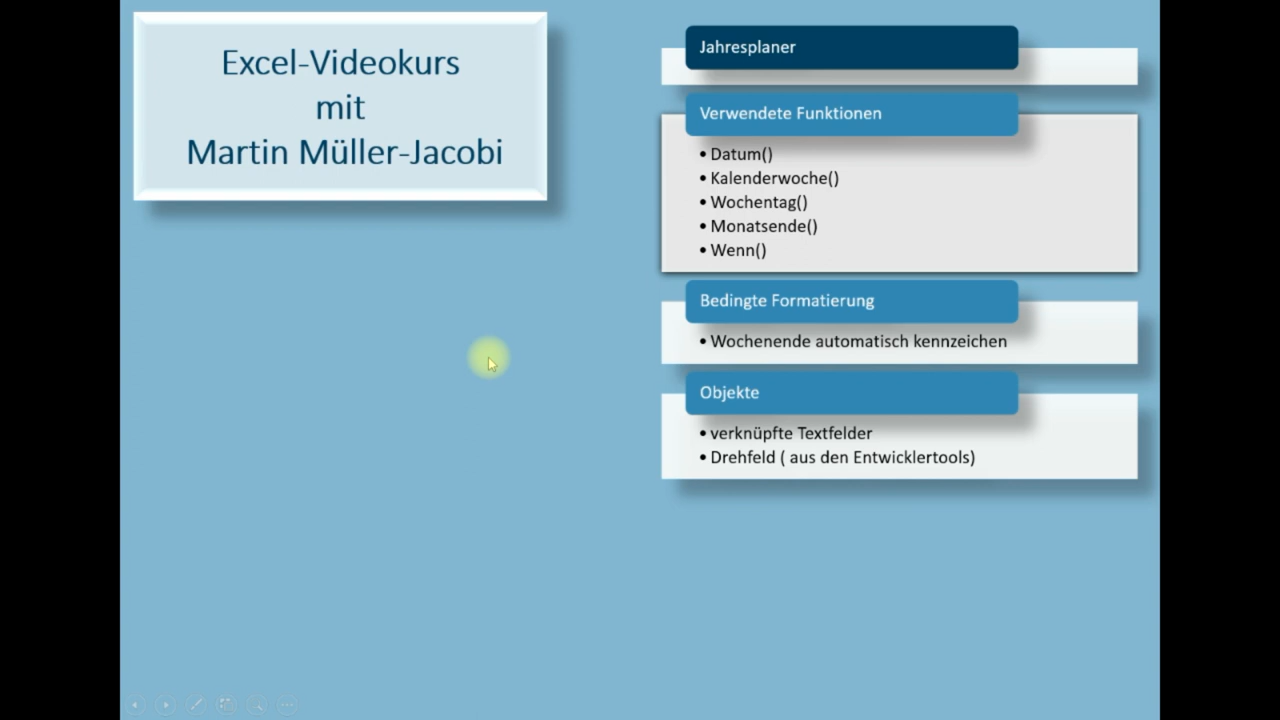 Excel-Videokurs
mit
Martin Müller-Jacobi
Jahresplaner
Verwendete Funktionen
• Datum()
• Kalenderwoche()
• Wochentag()
• Monatsende()
• Wenn()
Bedingte Formatierung
• Wochenende automatisch kennzeichen
Objekte
• verknüpfte Textfelder
• Drehfeld ( aus den Entwicklertools)